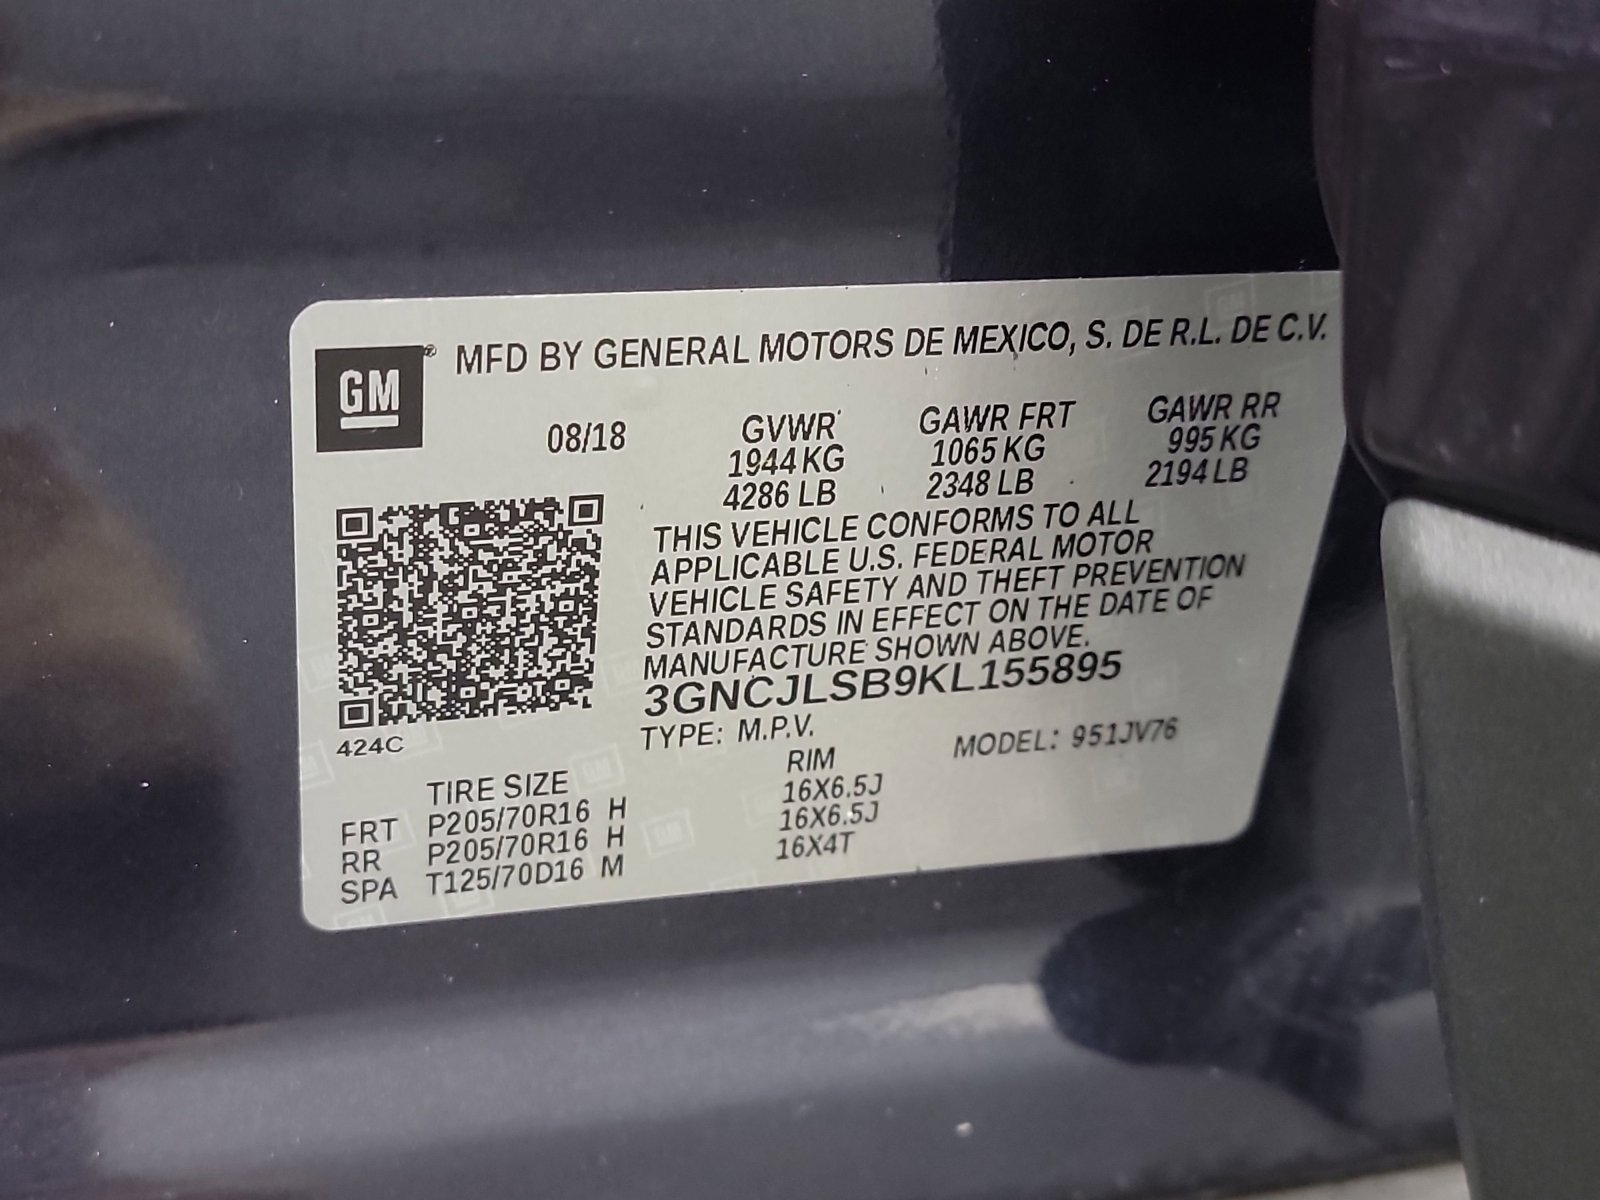 GM® MFD BY GENERAL MOTORS DE MEXICO, S. DE R.L. DE C.V.
08/18 GVWR GAWR FRT GAWR RR
1944 KG 1065 KG 995 KG
4286 LB 2348 LB 2194 LB
THIS VEHICLE CONFORMS TO ALL
APPLICABLE U.S. FEDERAL MOTOR
VEHICLE SAFETY AND THEFT PREVENTION
STANDARDS IN EFFECT ON THE DATE OF
MANUFACTURE SHOWN ABOVE.
3GNCJLSB9KL155895
424C
TYPE: M.P.V. MODEL: 951JV76
TIRE SIZE RIM
FRT P205/70R16 H 16X6.5J
RR P205/70R16 H 16X6.5J
SPA T125/70D16 M 16X4T